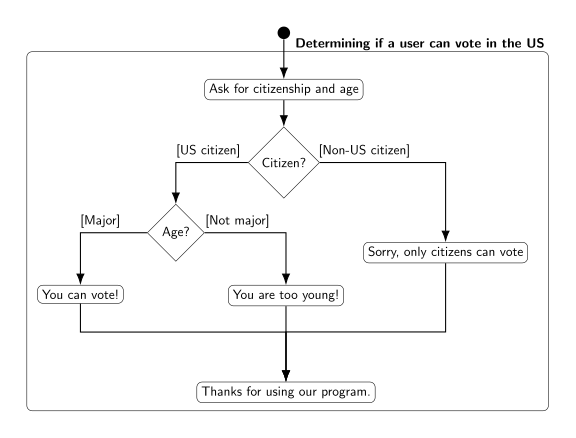 Determining if a user can vote in the US
Ask for citizenship and age
[US citizen]
[Non-US citizen]
Citizen?
[Major]
[Not major]
Age?
Sorry, only citizens can vote
You can vote!
You are too young!
Thanks for using our program.